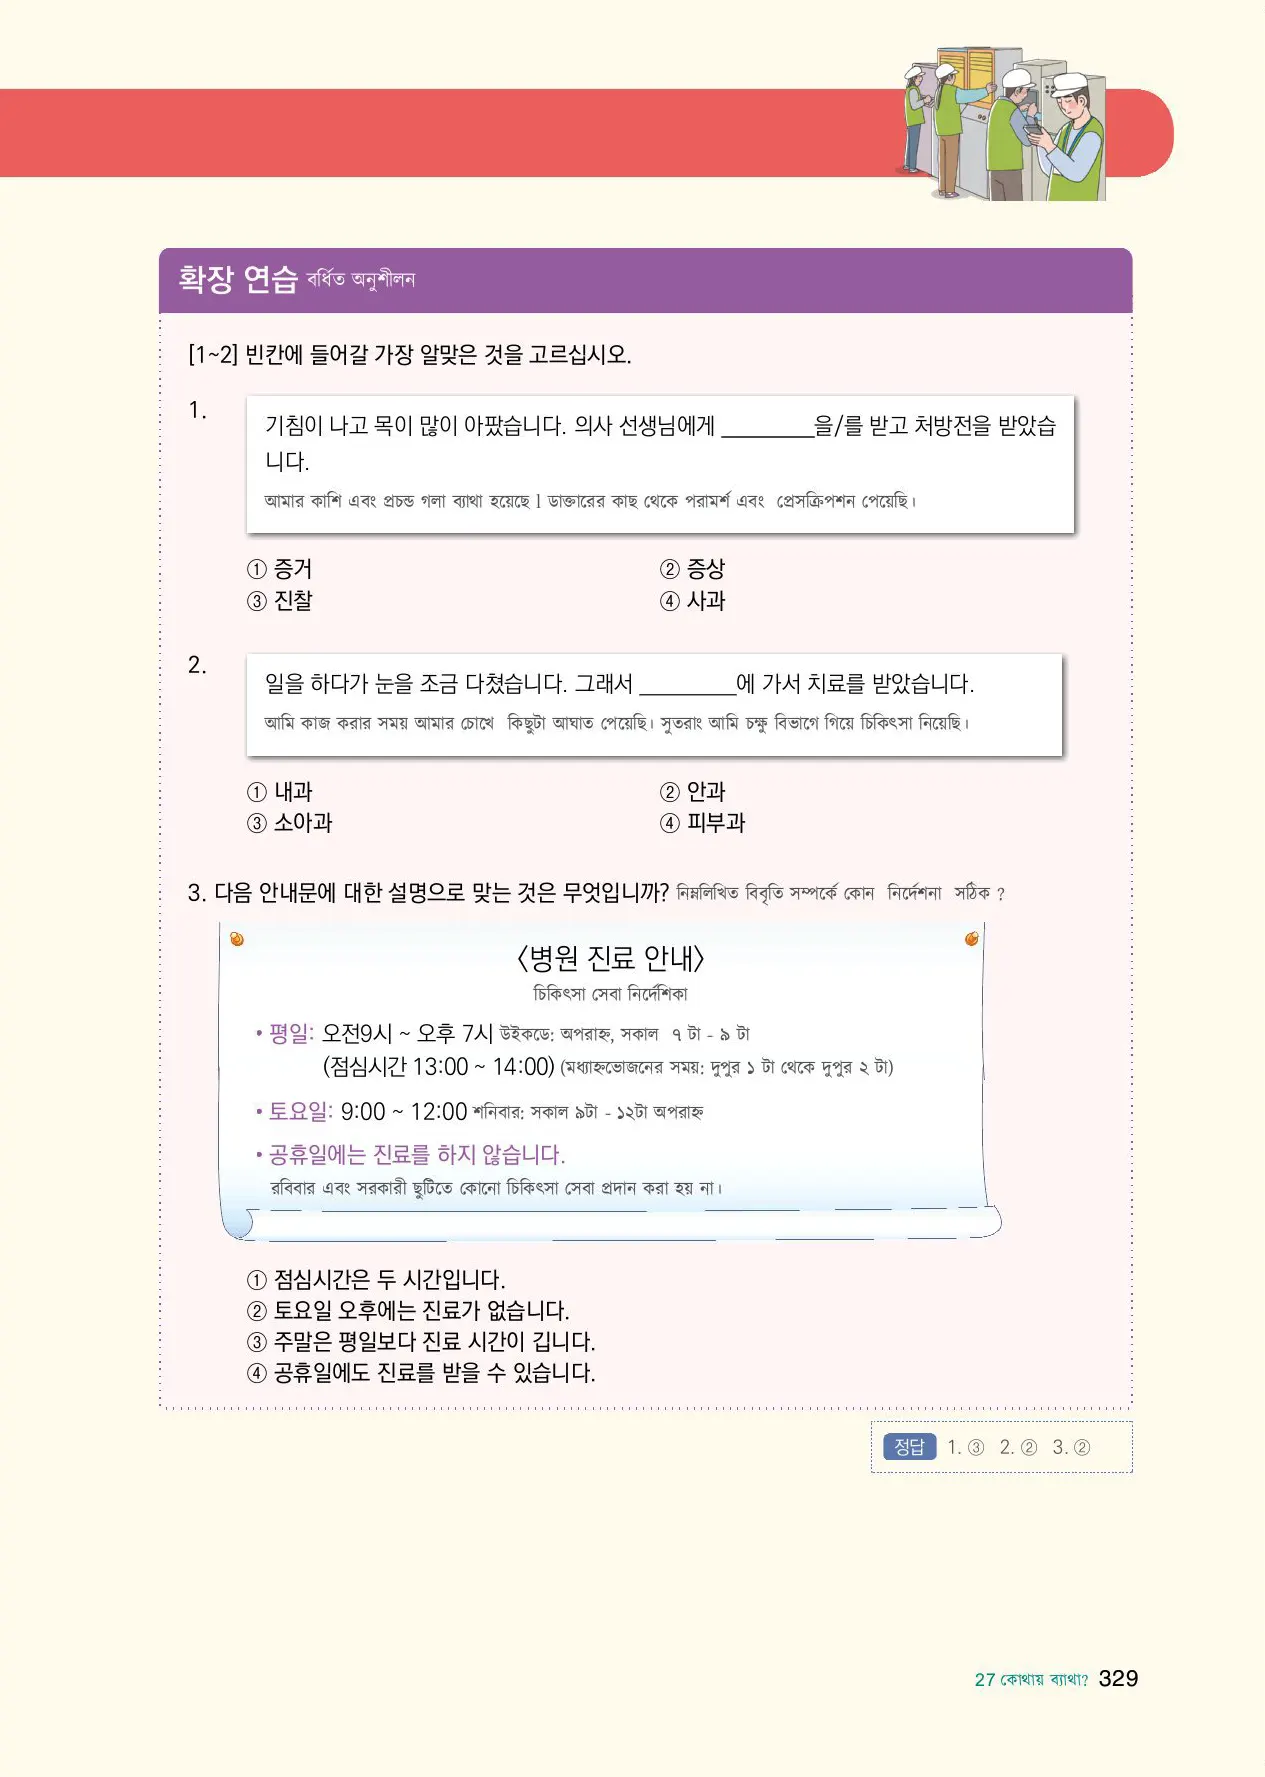 확장 연습 বর্ধিত অনুশীলন
[1~2] 빈칸에 들어갈 가장 알맞은 것을 고르십시오.
1.
기침이 나고 목이 많이 아팠습니다. 의사 선생님에게 ________을/를 받고 처방전을 받았습
니다.
আমার কাশি এবং প্রচন্ড গলা ব্যাথা হয়েছে l ডাক্তারের কাছ থেকে পরামর্শ এবং প্রেসক্রিপশন পেয়েছি।
① 증거 ② 증상
③ 진찰 ④ 사과
2.
일을 하다가 눈을 조금 다쳤습니다. 그래서 ________에 가서 치료를 받았습니다.
আমি কাজ করার সময় আমার চোখে কিছুটা আঘাত পেয়েছি। সুতরাং আমি চক্ষু বিভাগে গিয়ে চিকিৎসা নিয়েছি।
① 내과 ② 안과
③ 소아과 ④ 피부과
3. 다음 안내문에 대한 설명으로 맞는 것은 무엇입니까? নিম্নলিখিত বিবৃতি সম্পর্কে কোন নির্দেশনা সঠিক ?
〈병원 진료 안내〉
চিকিৎসা সেবা নির্দেশিকা
• 평일: 오전9시 ~ 오후 7시 উইকডে: অপরাহ্ন, সকাল ৭ টা - ৯ টা
(점심시간 13:00 ~ 14:00) (মধ্যাহ্নভোজনের সময়: দুপুর ১ টা থেকে দুপুর ২ টা)
• 토요일: 9:00 ~ 12:00 শনিবার: সকাল ৯টা - ১২টা অপরাহ্ন
• 공휴일에는 진료를 하지 않습니다.
রবিবার এবং সরকারী ছুটিতে কোনো চিকিৎসা সেবা প্রদান করা হয় না।
① 점심시간은 두 시간입니다.
② 토요일 오후에는 진료가 없습니다.
③ 주말은 평일보다 진료 시간이 깁니다.
④ 공휴일에도 진료를 받을 수 있습니다.
정답 1. ③ 2. ② 3. ②
27 কোথায় ব্যাথা? 329